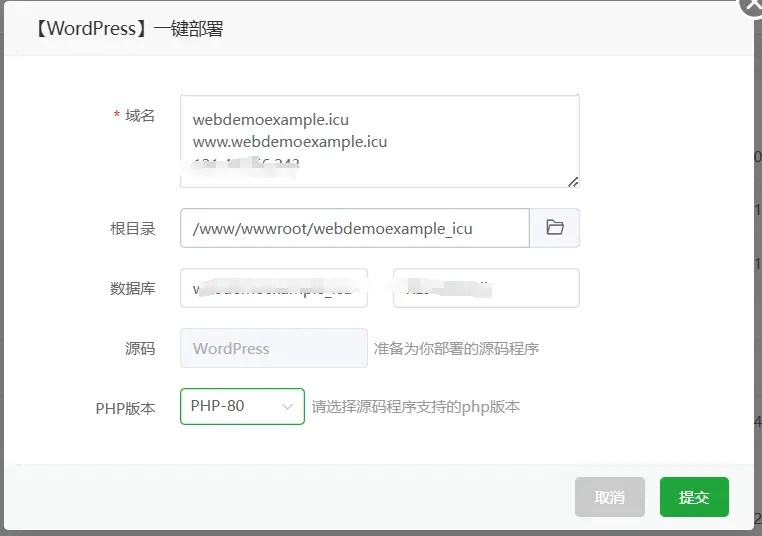 【WordPress】一键部署
* 域名
webdemoexample.icu
www.webdemoexample.icu
根目录
/www/wwwroot/webdemoexample_icu
数据库
源码
WordPress
准备为你部署的源码程序
PHP版本
PHP-80
请选择源码程序支持的php版本
取消
提交